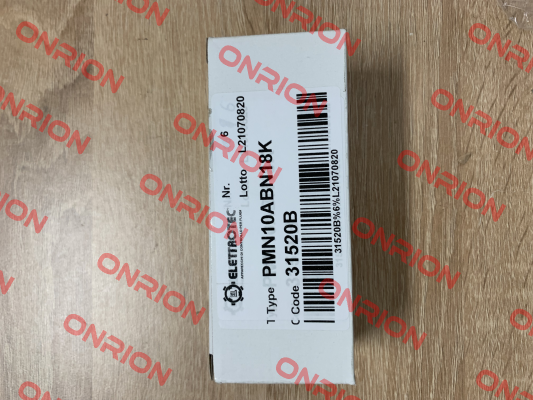 ELETTROTEC
Nr. 6
Lotto L21070820
Type PMN10ABN18K
Code 31520B
31520B%6%L21070820
ONRION
ONRION
ONRION
ONRION
ONRION
ONRION
ONRION
ONRION
ONRION
ONRION